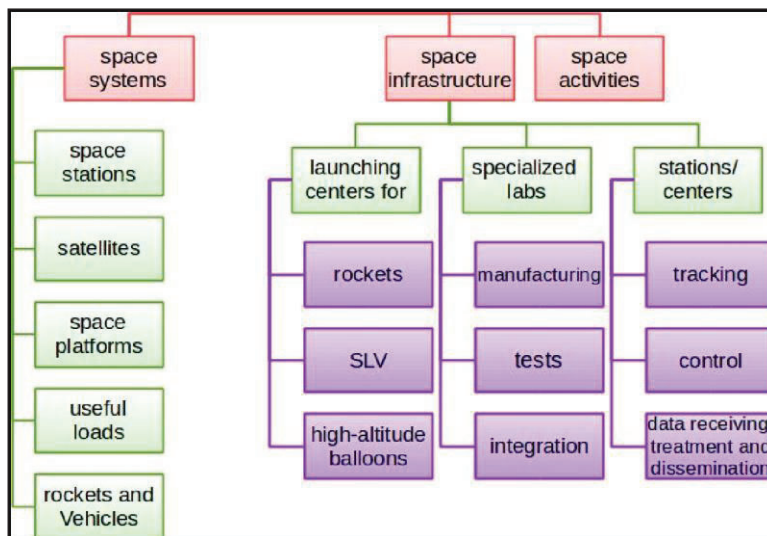 space
systems
space
infrastructure
space
activities
space
stations
satellites
space
platforms
useful
loads
rockets and
Vehicles
launching
centers for
rockets
SLV
high-altitude
balloons
specialized
labs
manufacturing
tests
integration
stations/
centers
tracking
control
data receiving,
treatment and
dissemination